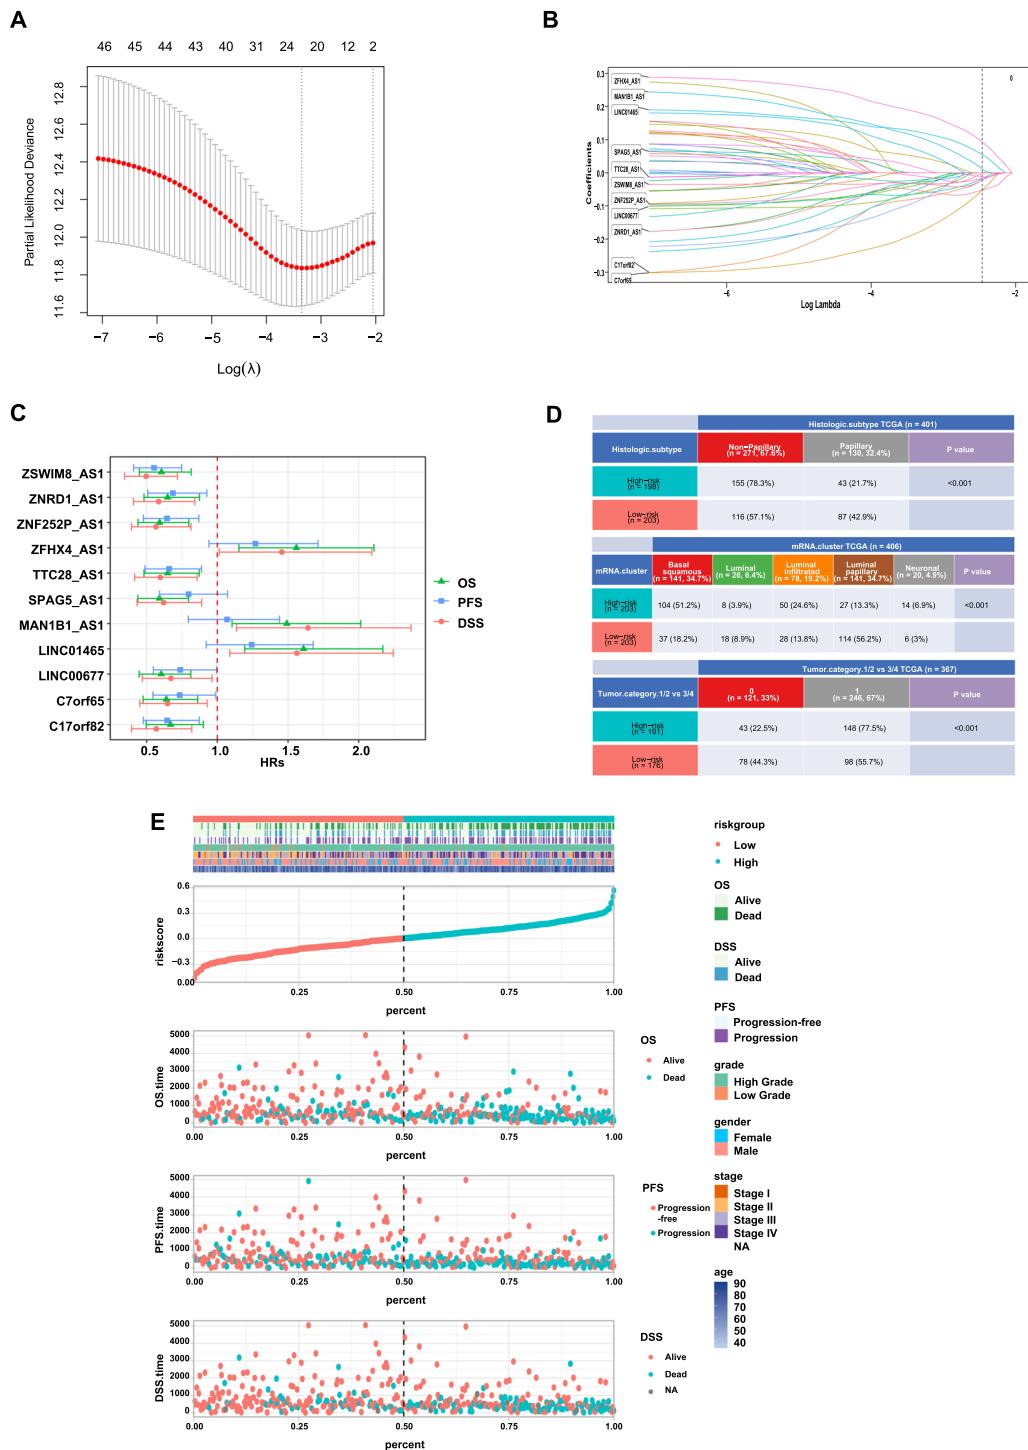 A
46 45 44 43 40 31 24 20 12 2
Partial Likelihood Deviance
12.8
12.6
12.4
12.2
12.0
11.8
11.6
−7 −6 −5 −4 −3 −2
Log(λ)
B
0
Coefficients
0.3
0.2
0.1
0.0
−0.1
−0.2
−0.3
ZFHX4_AS1
MAN1B1_AS1
LINC01465
SPAG5_AS1
TTC28_AS1
ZSWIM8_AS1
ZNF252P_AS1
LINC00677
ZNRD1_AS1
C17orf82
C7orf65
−6 −4 −2
Log Lambda
C
ZSWIM8_AS1
ZNRD1_AS1
ZNF252P_AS1
ZFHX4_AS1
TTC28_AS1
SPAG5_AS1
MAN1B1_AS1
LINC01465
LINC00677
C7orf65
C17orf82
0.5 1.0 1.5 2.0
HRs
OS
PFS
DSS
D
Histologic.subtype TCGA (n = 401)
Histologic.subtype Non−Papillary (n = 271, 67.6%) Papillary (n = 130, 32.4%) P value
High−risk (n = 198) 155 (78.3%) 43 (21.7%) <0.001
Low−risk (n = 203) 116 (57.1%) 87 (42.9%)
mRNA.cluster TCGA (n = 406)
mRNA.cluster Basal squamous (n = 141, 34.7%) Luminal (n = 26, 6.4%) Luminal infiltrated (n = 78, 19.2%) Luminal papillary (n = 141, 34.7%) Neuronal (n = 20, 4.9%) P value
High−risk (n = 203) 104 (51.2%) 8 (3.9%) 50 (24.6%) 27 (13.3%) 14 (6.9%) <0.001
Low−risk (n = 203) 37 (18.2%) 18 (8.9%) 28 (13.8%) 114 (56.2%) 6 (3%)
Tumor.category.1/2 vs 3/4 TCGA (n = 367)
Tumor.category.1/2 vs 3/4 0 (n = 121, 33%) 1 (n = 246, 67%) P value
High−risk (n = 191) 43 (22.5%) 148 (77.5%) <0.001
Low−risk (n = 176) 78 (44.3%) 98 (55.7%)
E
riskscore
0.6
0.3
0.0
−0.3
0.00 0.25 0.50 0.75 1.00
percent
OS.time
5000
4000
3000
2000
1000
0
0.00 0.25 0.50 0.75 1.00
percent
OS
Alive
Dead
PFS.time
5000
4000
3000
2000
1000
0
0.00 0.25 0.50 0.75 1.00
percent
PFS
Progression
-free
Progression
DSS.time
5000
4000
3000
2000
1000
0
0.00 0.25 0.50 0.75 1.00
percent
DSS
Alive
Dead
NA
riskgroup
Low
High
OS
Alive
Dead
DSS
Alive
Dead
PFS
Progression-free
Progression
grade
High Grade
Low Grade
gender
Female
Male
stage
Stage I
Stage II
Stage III
Stage IV
NA
age
90
80
70
60
50
40